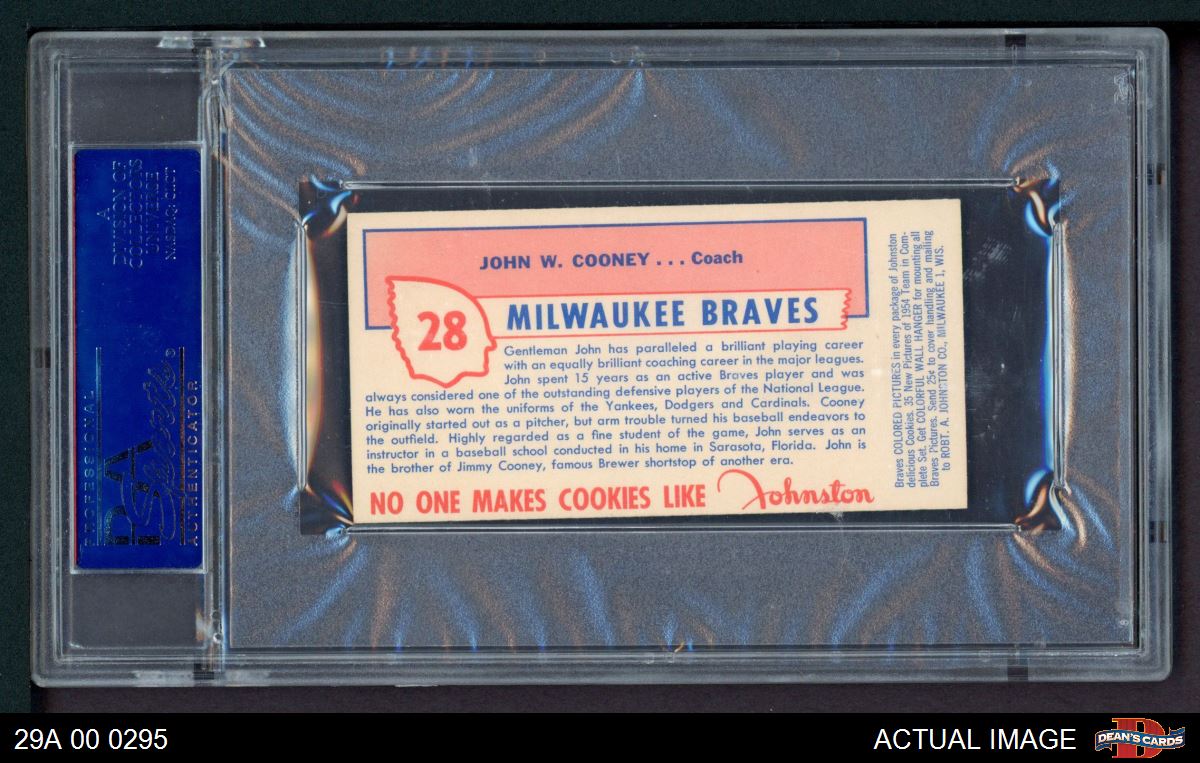 A
DIVISION OF
COLLECTORS
UNIVERSE
PROFESSIONAL
PSA
AUTHENTICATOR
JOHN W. COONEY . . . Coach
28
MILWAUKEE BRAVES
Gentleman John has paralleled a brilliant playing career
with an equally brilliant coaching career in the major leagues.
John spent 15 years as an active Braves player and was
always considered one of the outstanding defensive players of the National League.
He has also worn the uniforms of the Yankees, Dodgers and Cardinals. Cooney
originally started out as a pitcher, but arm trouble turned his baseball endeavors to
the outfield. Highly regarded as a fine student of the game, John serves as an
instructor in a baseball school conducted in his home in Sarasota, Florida. John is
the brother of Jimmy Cooney, famous Brewer shortstop of another era.
NO ONE MAKES COOKIES LIKE Johnston
Braves COLORED PICTURES in every package of Johnston
delicious Cookies. 35 New Pictures of 1954 Team in Com-
plete Set. Get COLORFUL WALL HANGER for mounting all
Braves Pictures. Send 25¢ to cover handling and mailing
to ROBT. A. JOHNSTON CO., MILWAUKEE 1, WIS.
29A 00 0295
ACTUAL IMAGE
DEAN'S CARDS